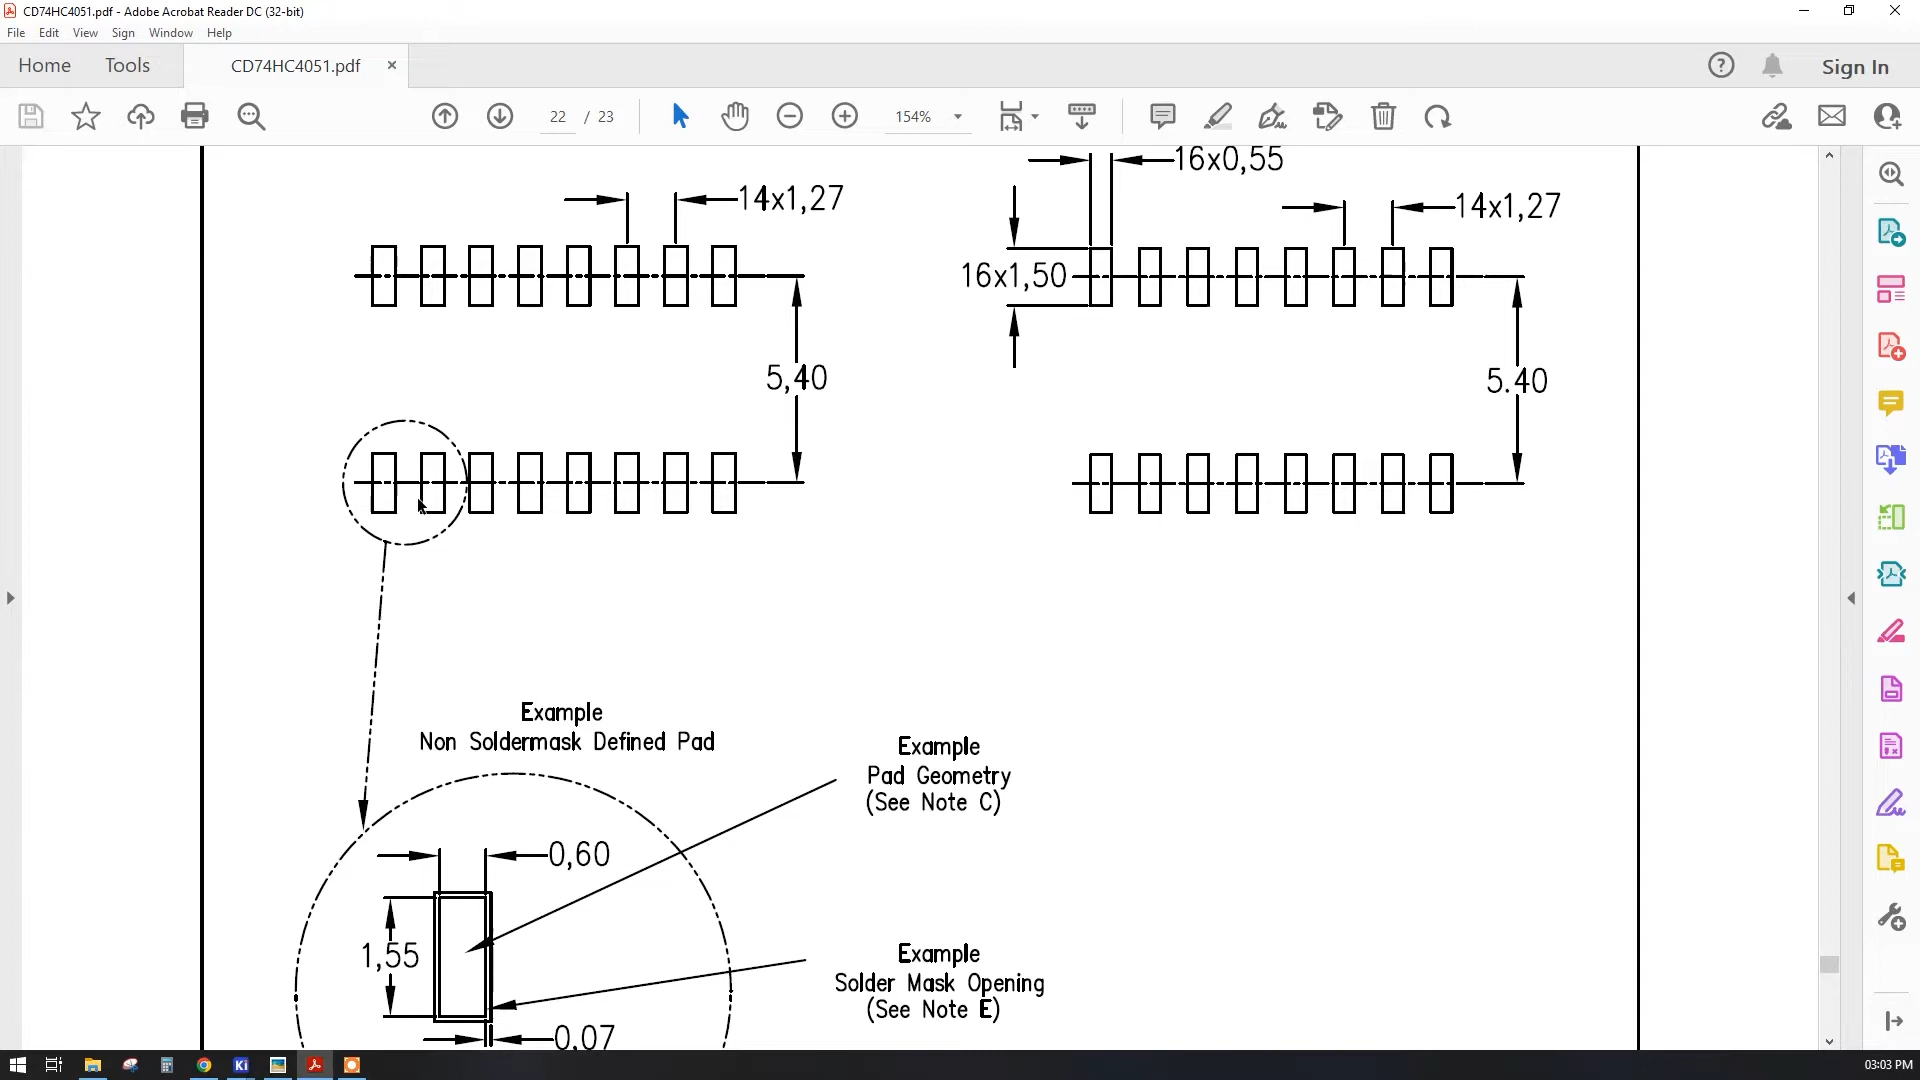 CD74HC4051.pdf - Adobe Acrobat Reader DC (32-bit)
File Edit View Sign Window Help
Home Tools CD74HC4051.pdf × Sign In
22 / 23 154%
16x0,55
14x1,27
14x1,27
16x1,50
5,40
5.40
Example
Non Soldermask Defined Pad
Example
Pad Geometry
(See Note C)
0,60
1,55
Example
Solder Mask Opening
(See Note E)
0,07
Ki
03:03 PM